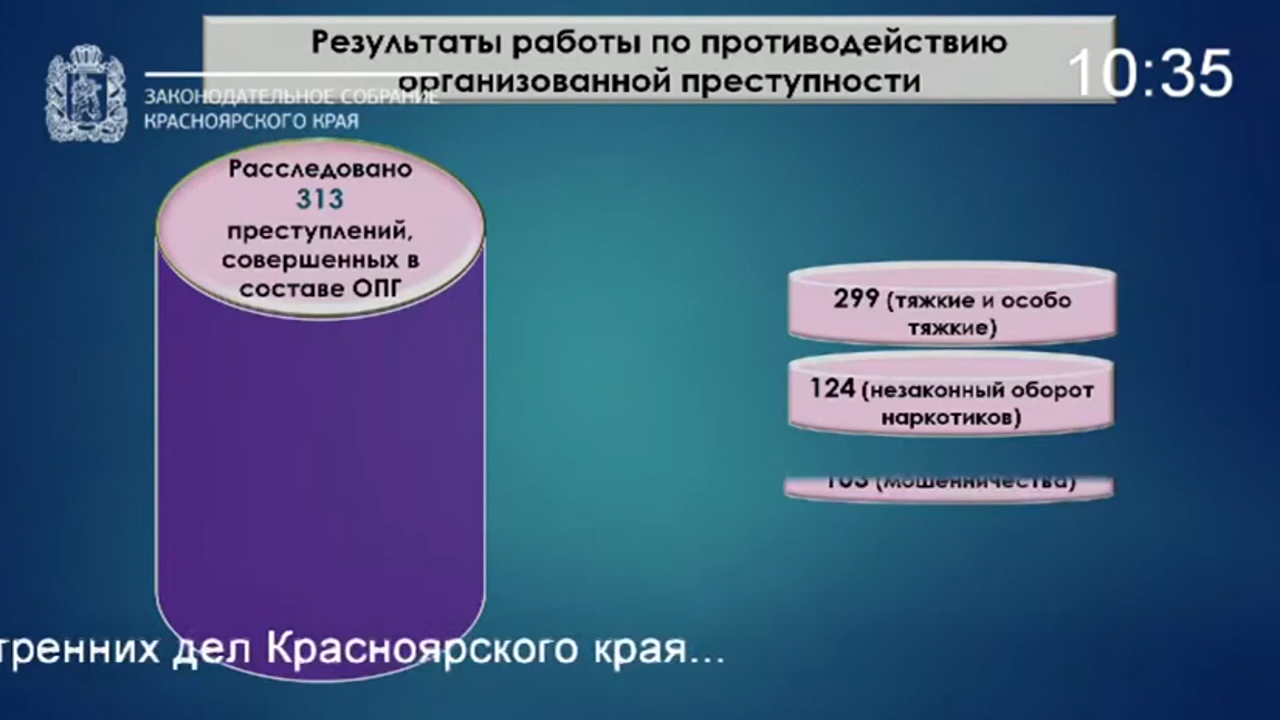 Результаты работы по противодействию
организованной преступности
10:35
ЗАКОНОДАТЕЛЬНОЕ СОБРАНИЕ
КРАСНОЯРСКОГО КРАЯ
Расследовано
313
преступлений,
совершенных в
составе ОПГ
299 (тяжкие и особо
тяжкие)
124 (незаконный оборот
наркотиков)
(мошенничества)
дел Красноярского края...